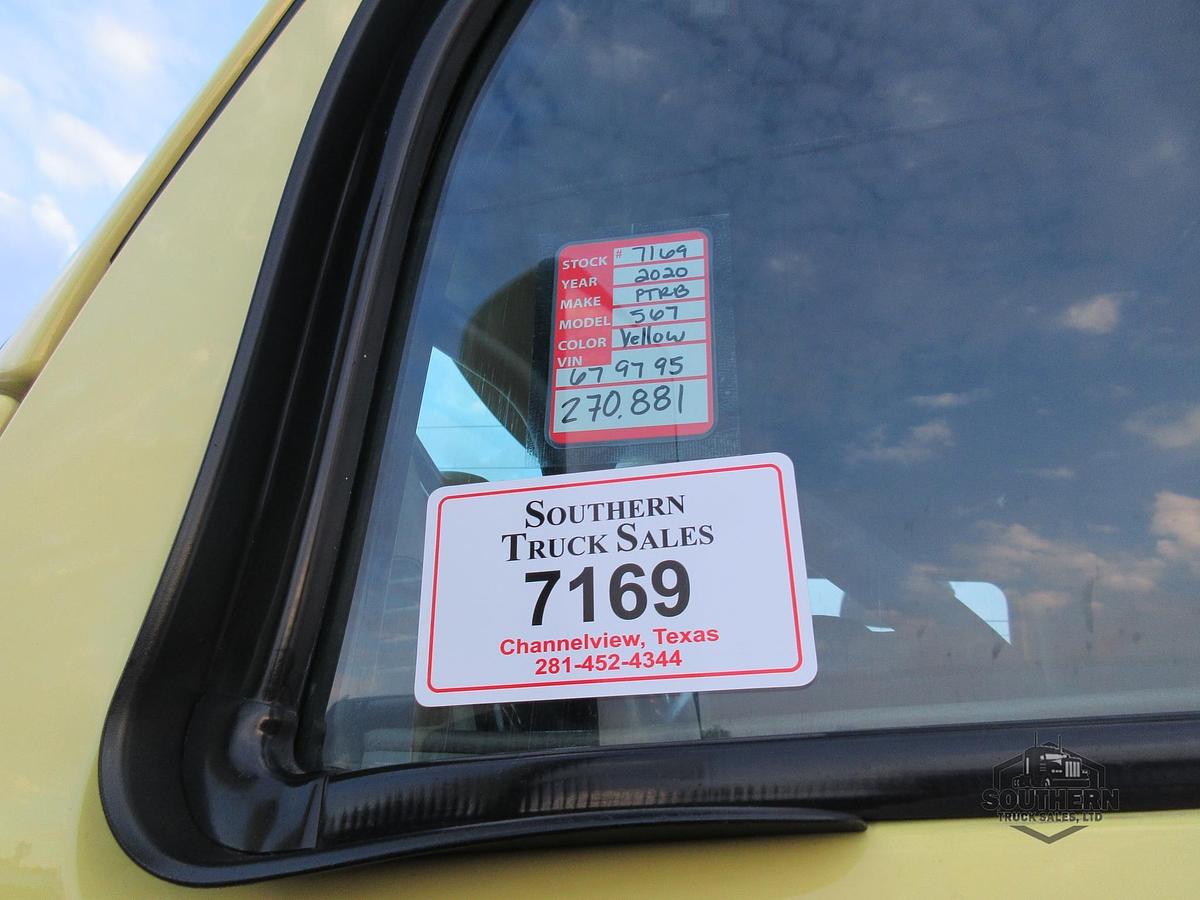 STOCK # 7169
YEAR 2020
MAKE PTRB
MODEL 567
COLOR Yellow
VIN
679795
270.881
SOUTHERN
TRUCK SALES
7169
Channelview, Texas
281-452-4344
SOUTHERN
TRUCK SALES, LTD